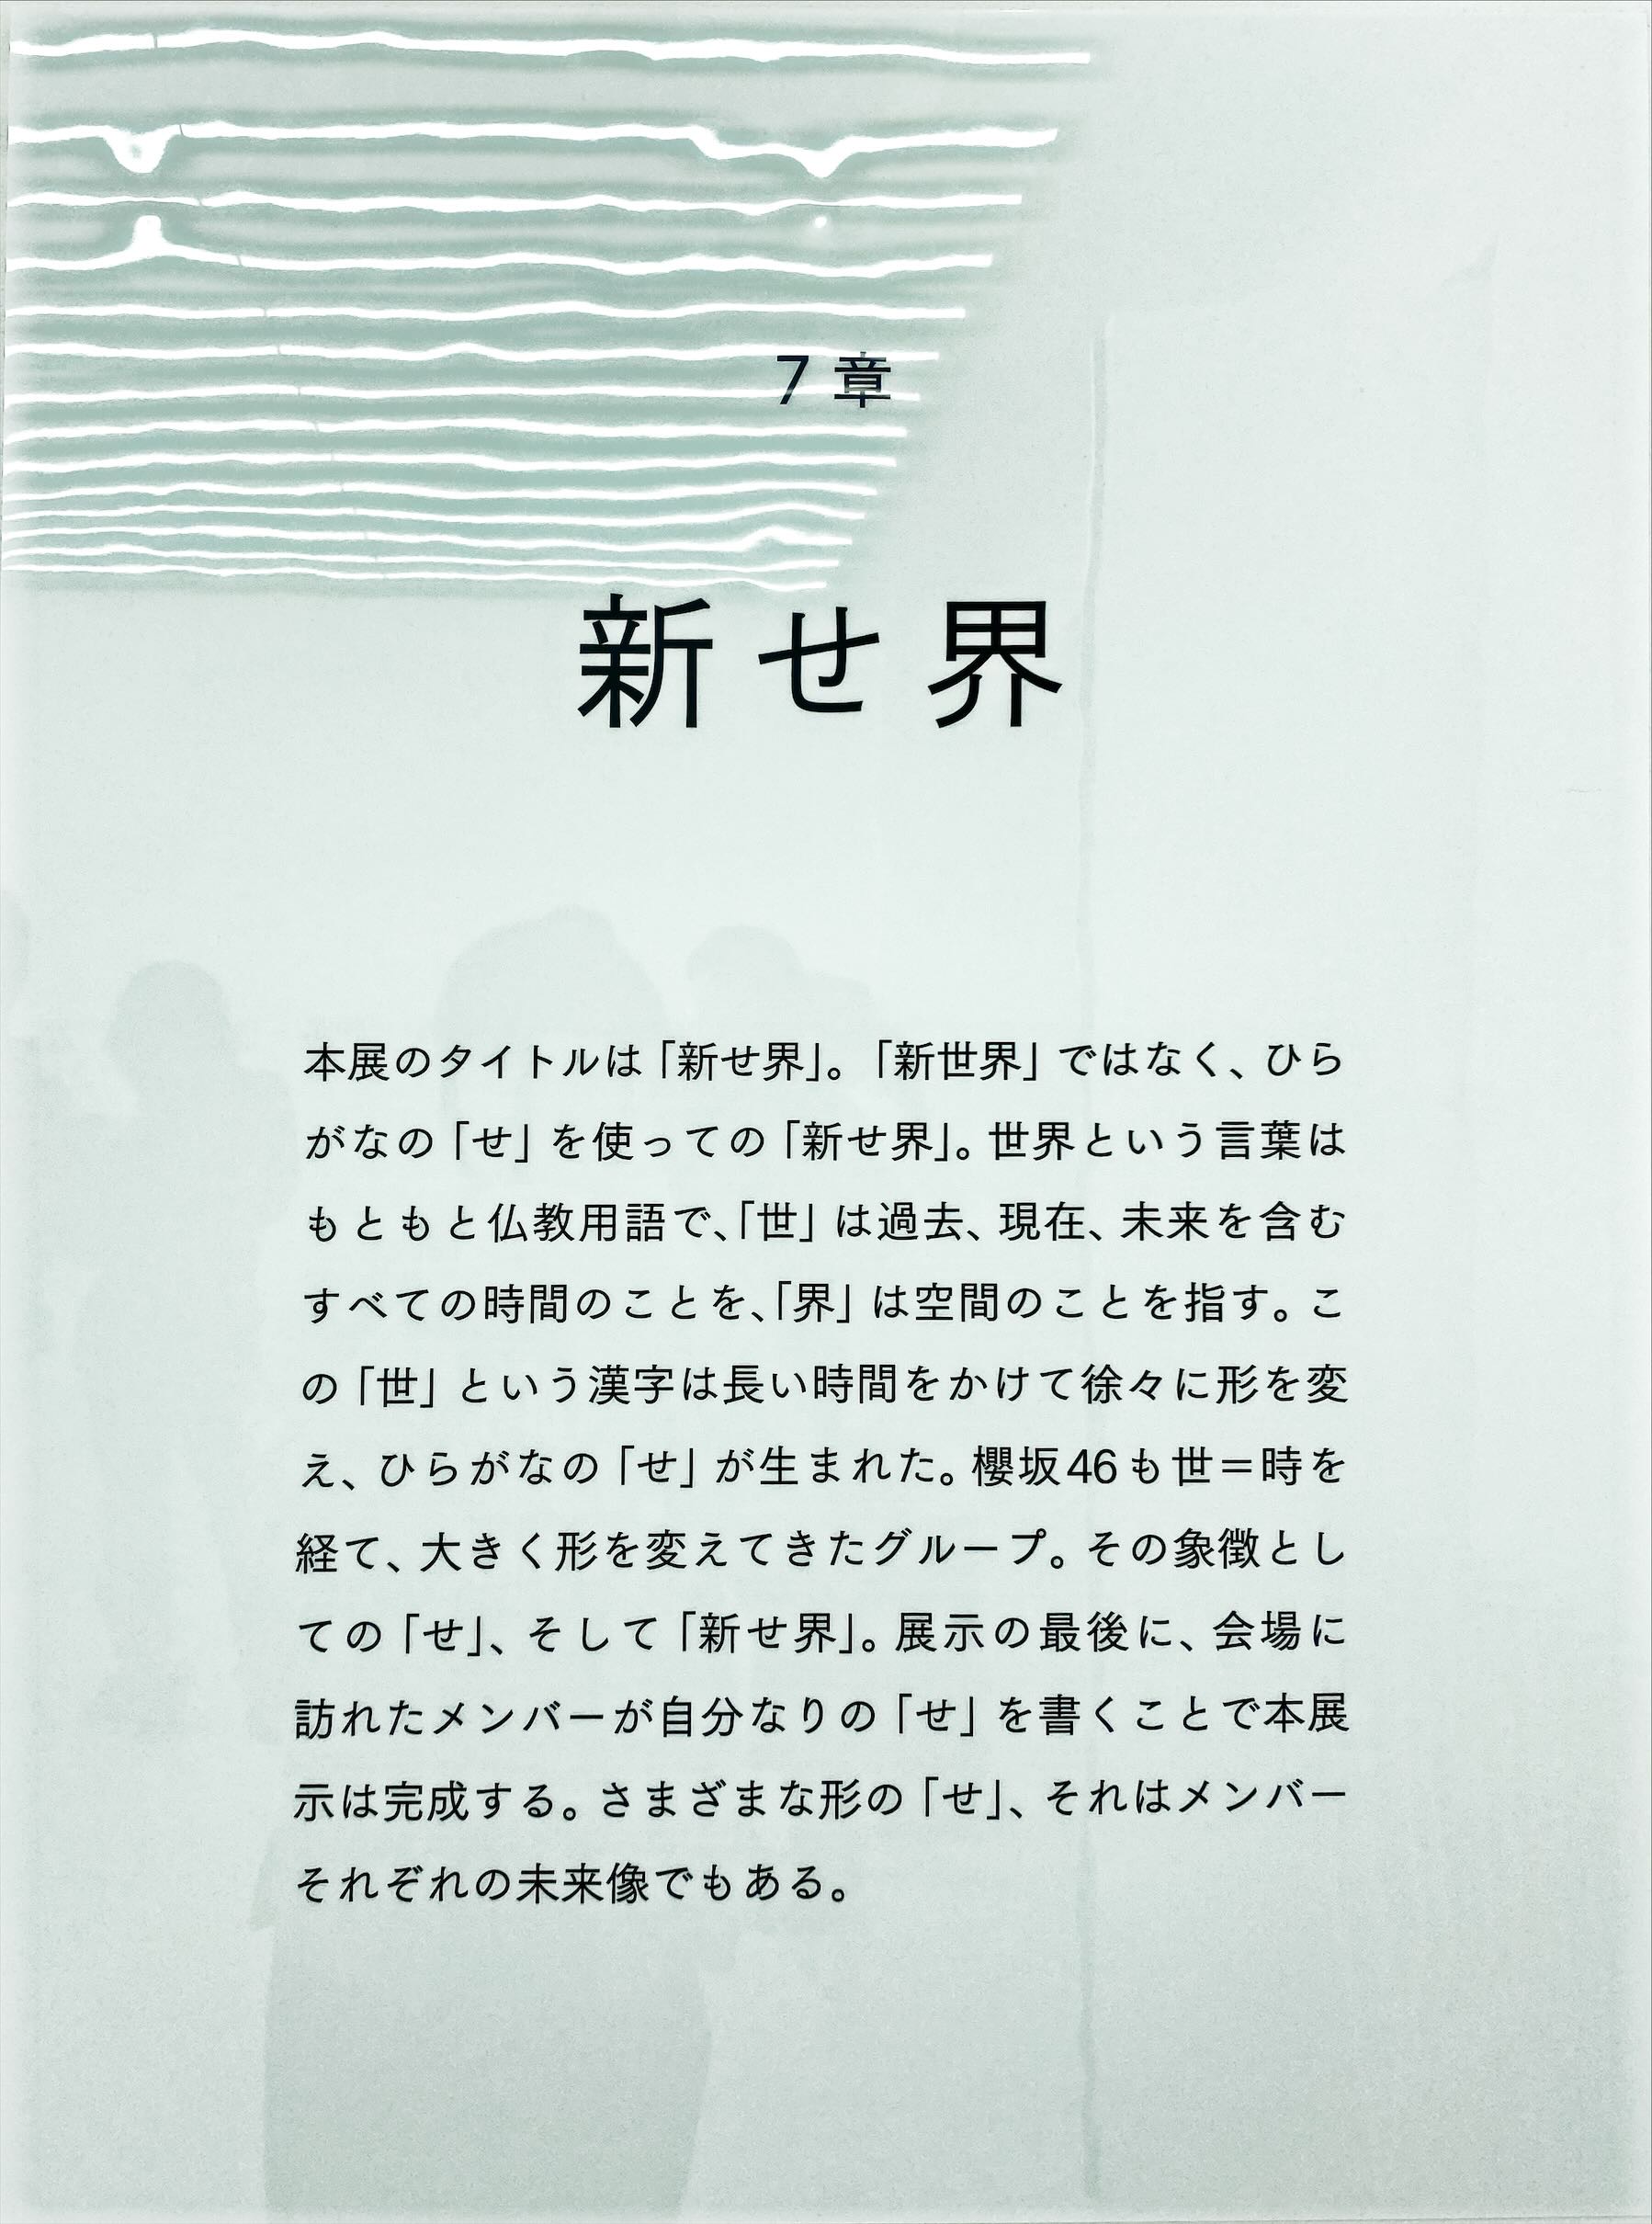 7 章
新せ界
本展のタイトルは「新せ界」。「新世界」ではなく、ひら
がなの「せ」を使っての「新せ界」。世界という言葉は
もともと仏教用語で、「世」は過去、現在、未来を含む
すべての時間のことを、「界」は空間のことを指す。こ
の「世」という漢字は長い時間をかけて徐々に形を変
え、ひらがなの「せ」が生まれた。櫻坂46も世＝時を
経て、大きく形を変えてきたグループ。その象徴とし
ての「せ」、そして「新せ界」。展示の最後に、会場に
訪れたメンバーが自分なりの「せ」を書くことで本展
示は完成する。さまざまな形の「せ」、それはメンバー
それぞれの未来像でもある。